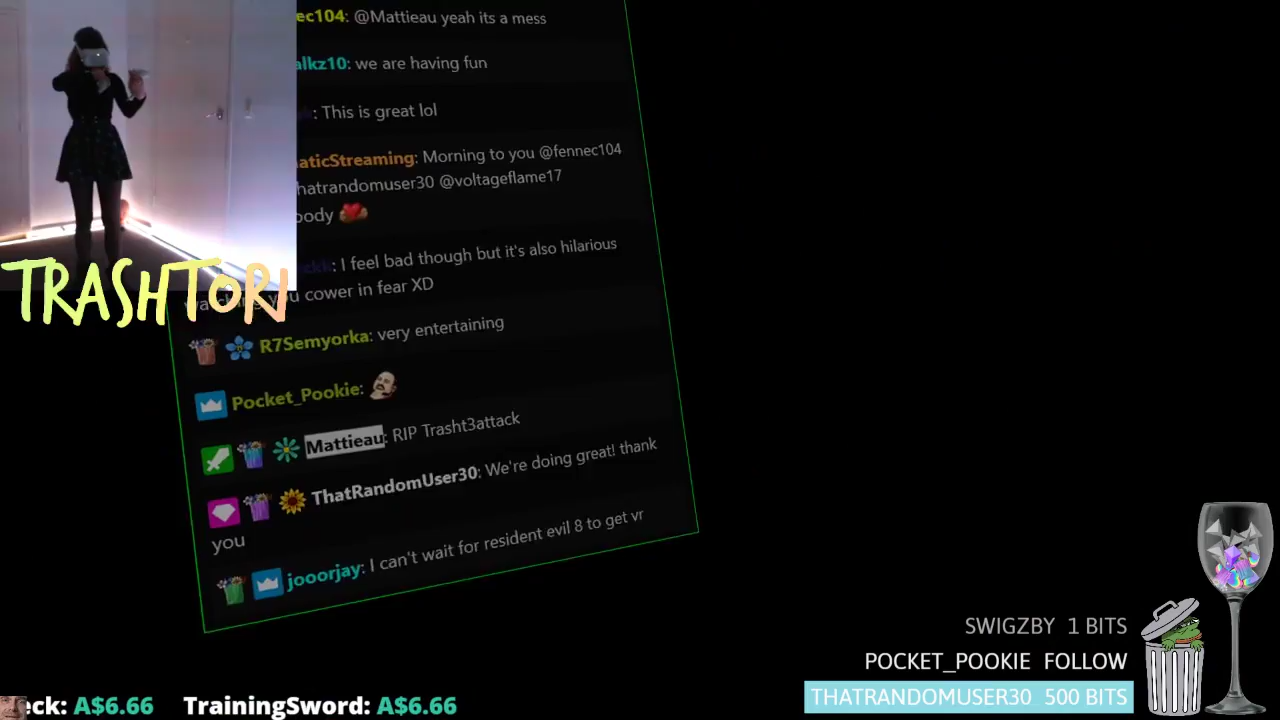 ec104: @Mattieau yeah its a mess
alkz10: we are having fun
: This is great lol
aticStreaming: Morning to you @fennec104
hatrandomuser30 @voltageflame17
body
: I feel bad though but it's also hilarious
you cower in fear XD
TRASHTORI
R7Semyorka: very entertaining
Pocket_Pookie:
Mattieau: RIP Trasht3attack
ThatRandomUser30: We're doing great! thank
you
jooorjay: I can't wait for resident evil 8 to get vr
SWIGZBY 1 BITS
POCKET_POOKIE FOLLOW
THATRANDOMUSER30 500 BITS
eck: A$6.66 TrainingSword: A$6.66